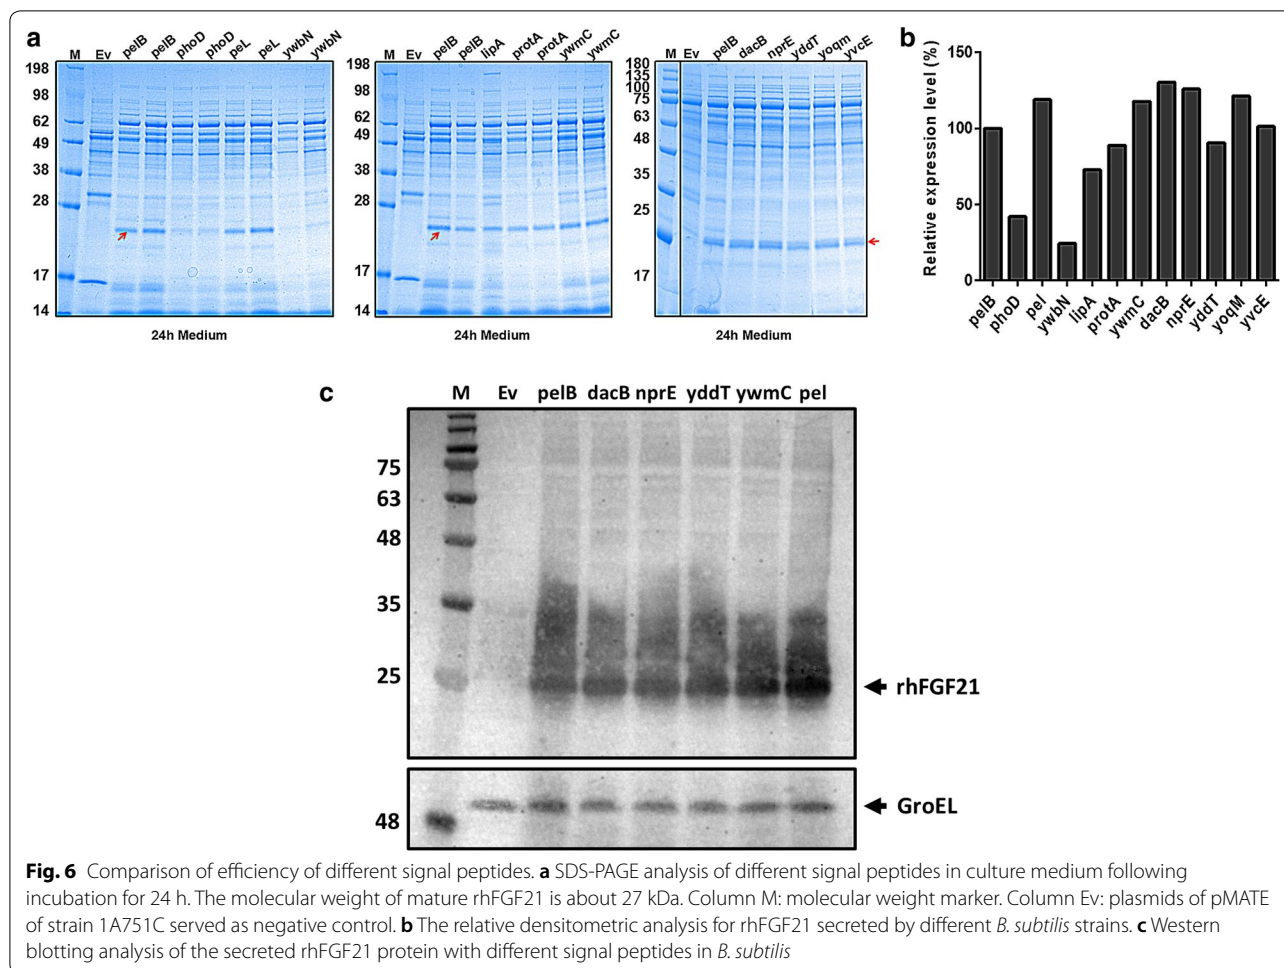 a
M Ev pelB pelB phoD phoD peL peL ywbN ywbN
198
98
62
49
38
28
17
14
24h Medium
M Ev pelB pelB lipA protA protA ywmC ywmC
198
98
62
49
38
28
17
14
24h Medium
M Ev pelB dacB nprE yddT yoqm yvcE
180
135
100
75
63
48
35
25
17
24h Medium
b
Relative expression level (%)
150
100
50
0
pelB phoD pel ywbN lipA protA ywmC dacB nprE yddT yoqM yvcE
c
M Ev pelB dacB nprE yddT ywmC pel
75
63
48
35
25
rhFGF21
GroEL
48
Fig. 6 Comparison of efficiency of different signal peptides. a SDS-PAGE analysis of different signal peptides in culture medium following
incubation for 24 h. The molecular weight of mature rhFGF21 is about 27 kDa. Column M: molecular weight marker. Column Ev: plasmids of pMATE
of strain 1A751C served as negative control. b The relative densitometric analysis for rhFGF21 secreted by different B. subtilis strains. c Western
blotting analysis of the secreted rhFGF21 protein with different signal peptides in B. subtilis